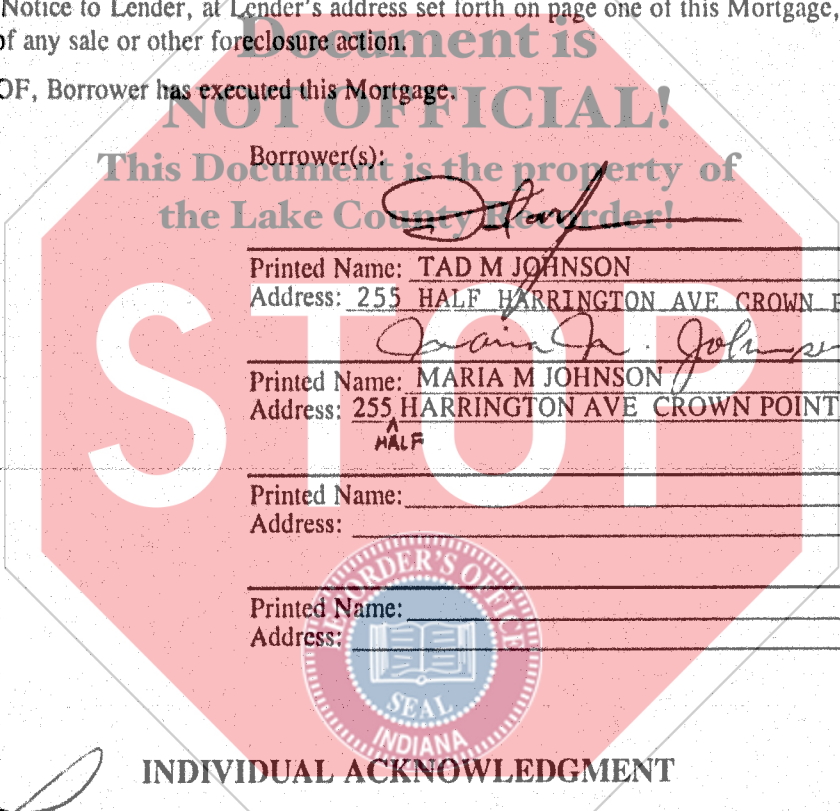 Notice to Lender, at Lender's address set forth on page one of this Mortgage,
of any sale or other foreclosure action.
Document is
OF, Borrower has executed this Mortgage.
NOT OFFICIAL!
Borrower(s):
This Document is the property of
the Lake County Recorder!
Printed Name: TAD M JOHNSON
Address: 255 HALF HARRINGTON AVE CROWN
STOP
Maria M. Johnson
Printed Name: MARIA M JOHNSON
Address: 255 HARRINGTON AVE CROWN POINT
^
HALF
Printed Name:
Address:
RECORDER'S OFFICE
Printed Name:
Address:
SEAL
INDIANA
INDIVIDUAL ACKNOWLEDGMENT